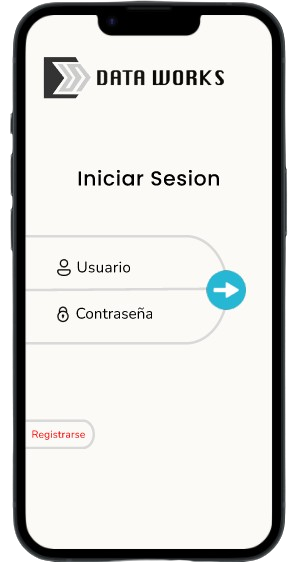 DATA WORKS
Iniciar Sesion
Usuario
Contraseña
Registrarse